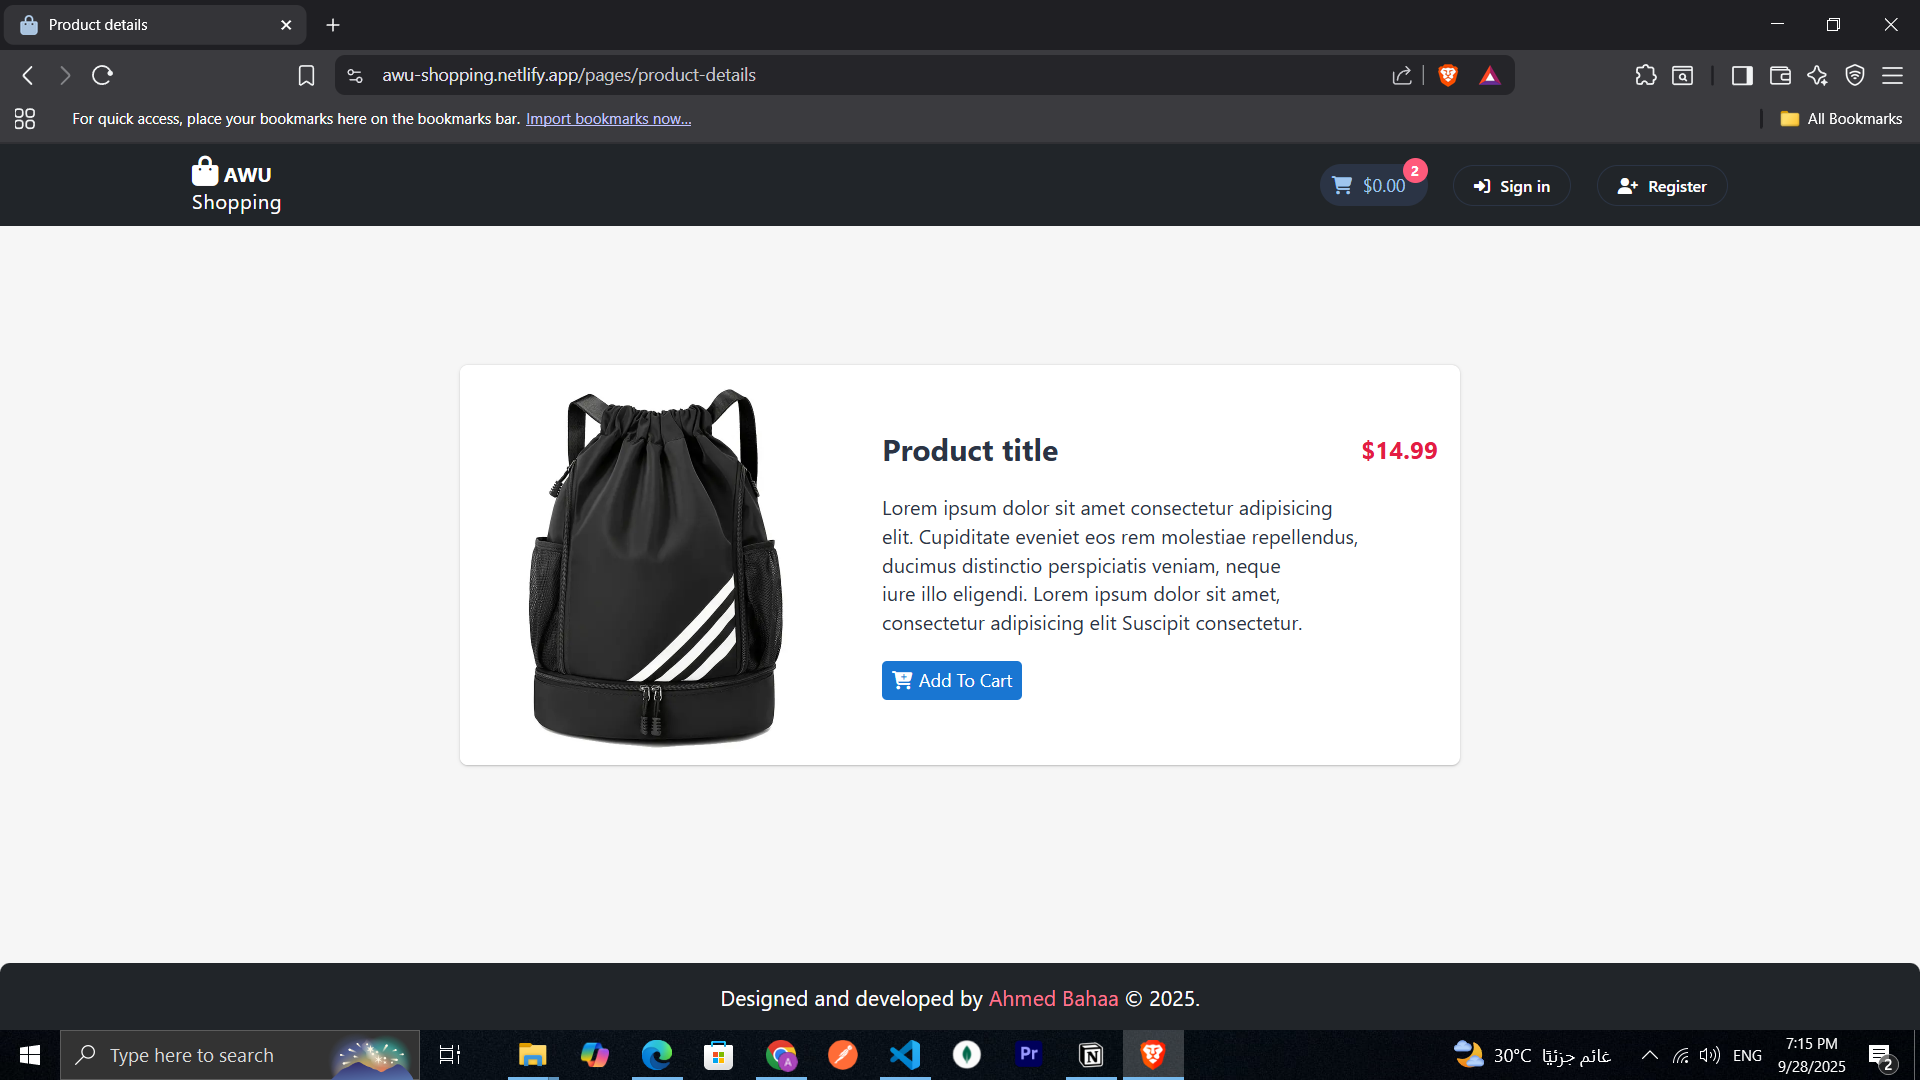 Product details
awu-shopping.netlify.app/pages/product-details
For quick access, place your bookmarks here on the bookmarks bar. Import bookmarks now...
All Bookmarks
AWU
Shopping
$0.00
2
Sign in
Register
Product title
$14.99
Lorem ipsum dolor sit amet consectetur adipisicing
elit. Cupiditate eveniet eos rem molestiae repellendus,
ducimus distinctio perspiciatis veniam, neque
iure illo eligendi. Lorem ipsum dolor sit amet,
consectetur adipisicing elit Suscipit consectetur.
Add To Cart
Designed and developed by Ahmed Bahaa © 2025.
Type here to search
A
Pr
N
30°C غائم جزئيًا
ENG
7:15 PM
9/28/2025
2